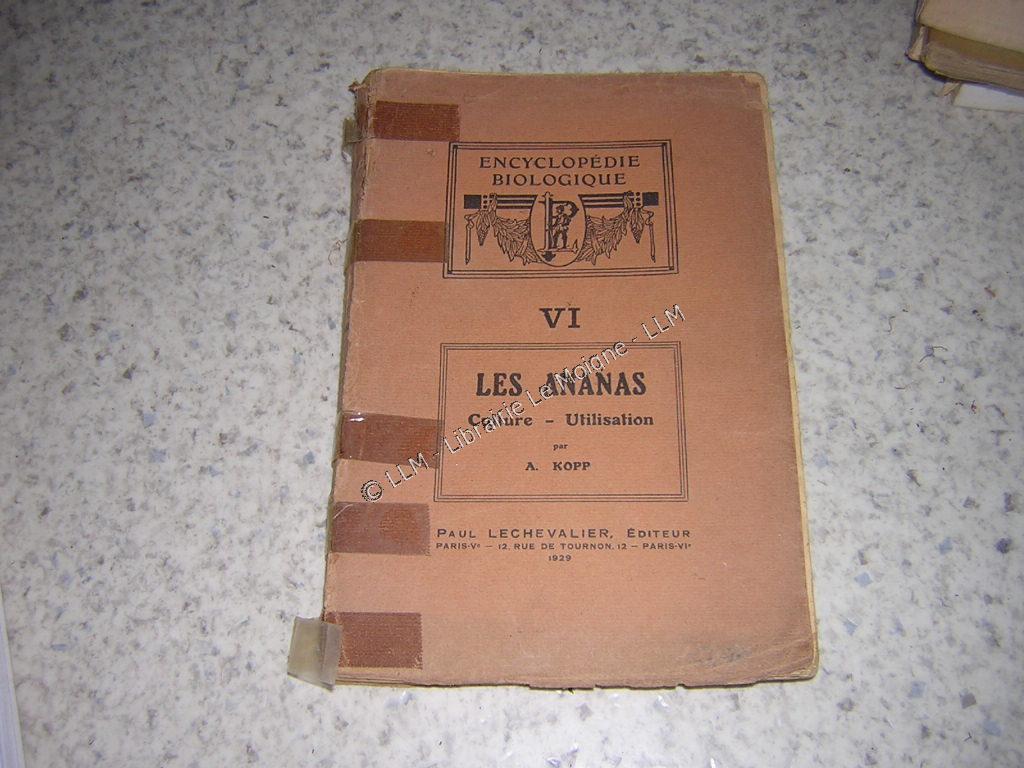 ENCYCLOPÉDIE
BIOLOGIQUE
VI
LES ANANAS
Culture - Utilisation
par
A. KOPP
PAUL LECHEVALIER, ÉDITEUR
PARIS-Vᵉ — 12, RUE DE TOURNON, 12 — PARIS-VIᵉ
1929
© LLM - Librairie Le Moigne - LLM